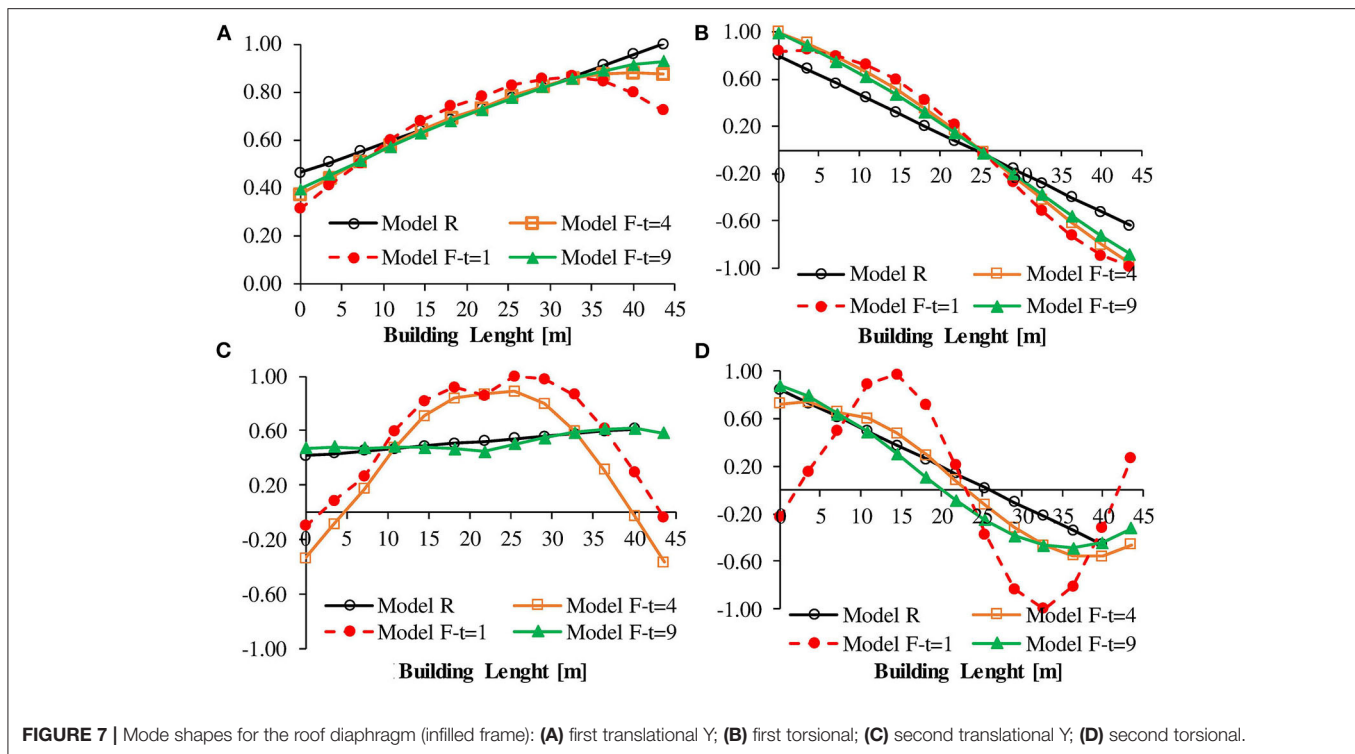 A
1.00
0.80
0.60
0.40
0.20
0.00
Model R
Model F-t=4
Model F-t=1
Model F-t=9
0 5 10 15 20 25 30 35 40 45
Building Lenght [m]
B
1.00
0.60
0.20
-0.20
-0.60
-1.00
0 5 10 15 20 25 30 35 40 45
Model R
Model F-t=4
Model F-t=1
Model F-t=9
Building Lenght [m]
C
1.00
0.60
0.20
-0.20
-0.60
-1.00
0 5 10 15 20 25 30 35 40 45
Model R
Model F-t=4
Model F-t=1
Model F-t=9
Building Lenght [m]
D
1.00
0.60
0.20
-0.20
-0.60
-1.00
0 5 10 15 20 25 30 35 40 45
Model R
Model F-t=4
Model F-t=1
Model F-t=9
Building Lenght [m]
FIGURE 7 | Mode shapes for the roof diaphragm (infilled frame): (A) first translational Y; (B) first torsional; (C) second translational Y; (D) second torsional.